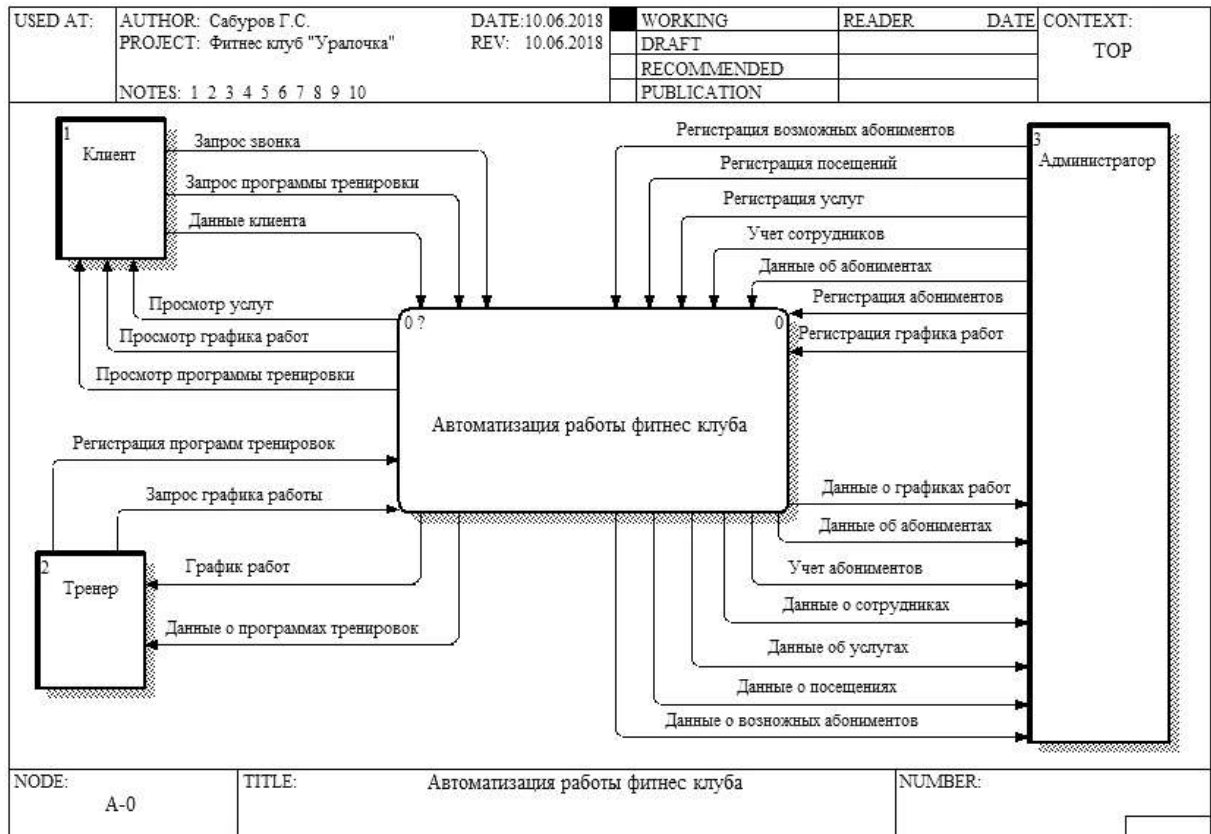 USED AT:
AUTHOR: Сабуров Г.С.
DATE:10.06.2018
PROJECT: Фитнес клуб "Уралочка"
REV: 10.06.2018
NOTES: 1 2 3 4 5 6 7 8 9 10
WORKING
DRAFT
RECOMMENDED
PUBLICATION
READER DATE
CONTEXT:
TOP
1
Клиент
Запрос звонка
Запрос программы тренировки
Данные клиента
Просмотр услуг
Просмотр графика работ
Просмотр программы тренировки
Регистрация возможных абониментов
Регистрация посещений
Регистрация услуг
Учет сотрудников
Данные об абониментах
Регистрация абониментов
Регистрация графика работ
3
Администратор
0 ?
0
Автоматизация работы фитнес клуба
Регистрация программ тренировок
Запрос графика работы
2
Тренер
График работ
Данные о программах тренировок
Данные о графиках работ
Данные об абониментах
Учет абониментов
Данные о сотрудниках
Данные об услугах
Данные о посещениях
Данные о возножных абониментов
NODE:
A-0
TITLE:
Автоматизация работы фитнес клуба
NUMBER: